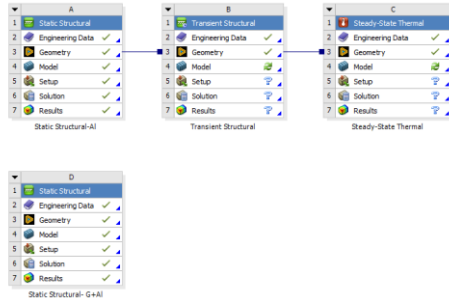 A
1 Static Structural
2 Engineering Data
3 Geometry
4 Model
5 Setup
6 Solution
7 Results
Static Structural-Al
B
1 Transient Structural
2 Engineering Data
3 Geometry
4 Model
5 Setup
6 Solution
7 Results
Transient Structural
C
1 Steady-State Thermal
2 Engineering Data
3 Geometry
4 Model
5 Setup
6 Solution
7 Results
Steady-State Thermal
D
1 Static Structural
2 Engineering Data
3 Geometry
4 Model
5 Setup
6 Solution
7 Results
Static Structural- G+Al